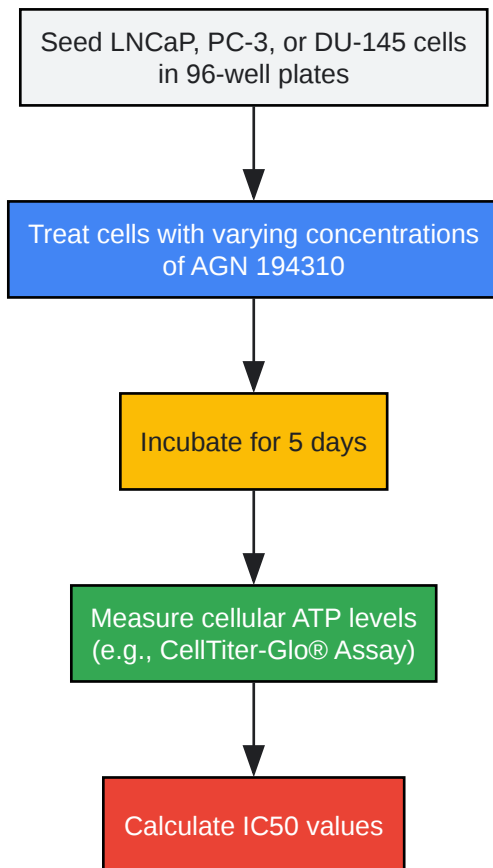 Seed LNCaP, PC-3, or DU-145 cells
in 96-well plates
Treat cells with varying concentrations
of AGN 194310
Incubate for 5 days
Measure cellular ATP levels
(e.g., CellTiter-Glo® Assay)
Calculate IC50 values